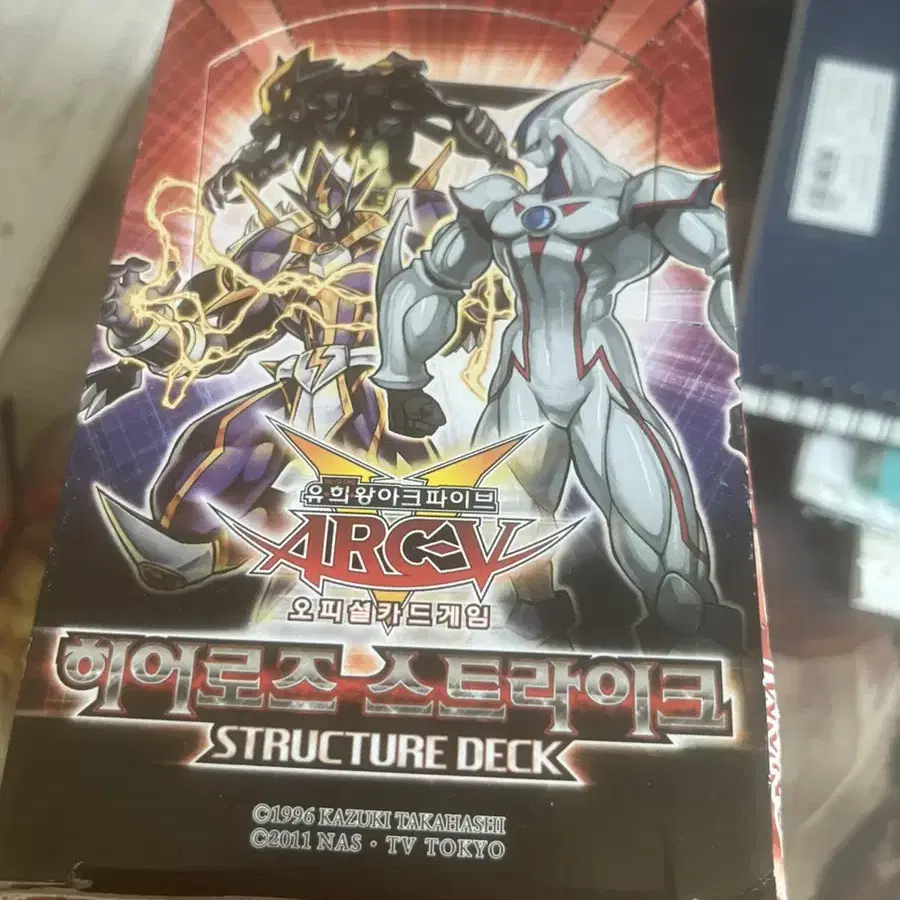 유희왕아크파이브
ARC-V
오피셜카드게임
히어로즈 스트라이크
STRUCTURE DECK
©1996 KAZUKI TAKAHASHI
©2011 NAS・TV TOKYO